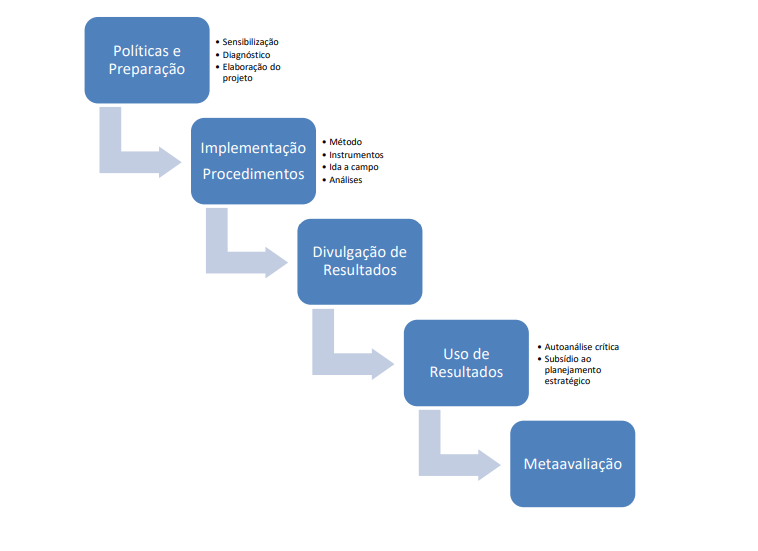 Políticas e
Preparação
• Sensibilização
• Diagnóstico
• Elaboração do
projeto
Implementação
Procedimentos
• Método
• Instrumentos
• Ida a campo
• Análises
Divulgação de
Resultados
Uso de
Resultados
• Autoanálise crítica
• Subsídio ao
planejamento
estratégico
Metaavaliação